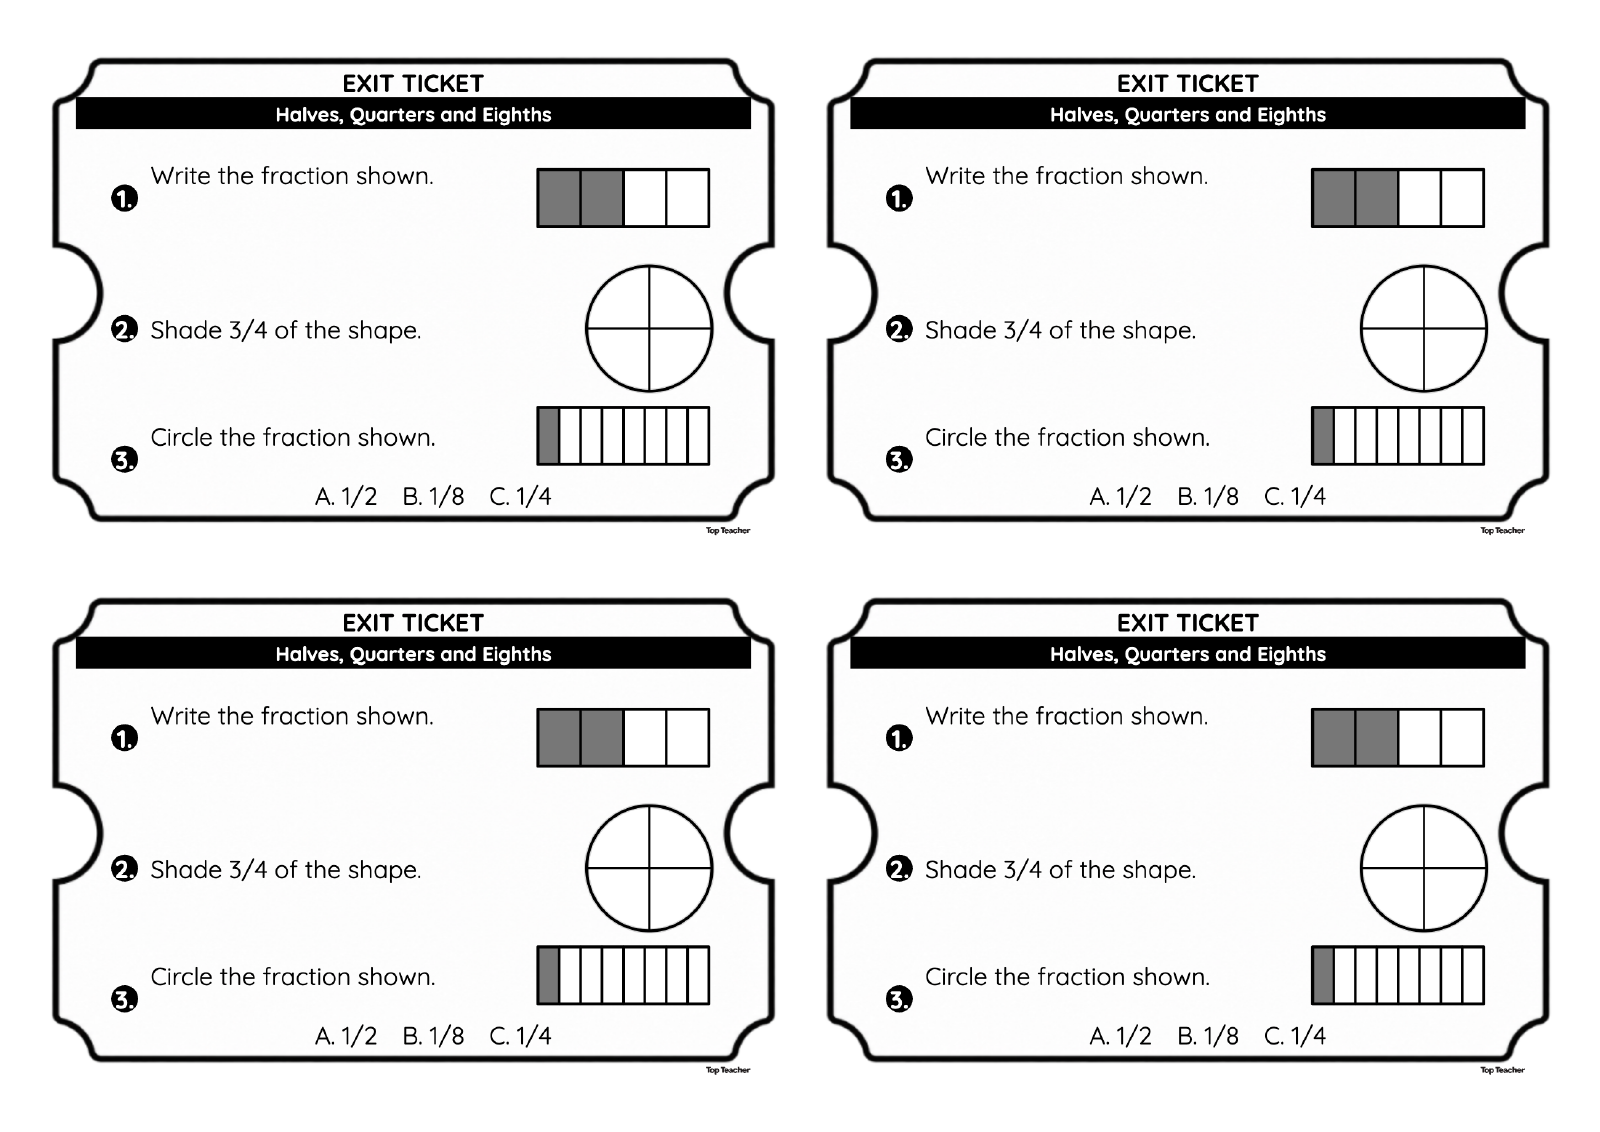 EXIT TICKET
Halves, Quarters and Eighths
1. Write the fraction shown.
2. Shade 3/4 of the shape.
3. Circle the fraction shown.
A. 1/2 B. 1/8 C. 1/4
Top Teacher
EXIT TICKET
Halves, Quarters and Eighths
1. Write the fraction shown.
2. Shade 3/4 of the shape.
3. Circle the fraction shown.
A. 1/2 B. 1/8 C. 1/4
Top Teacher
EXIT TICKET
Halves, Quarters and Eighths
1. Write the fraction shown.
2. Shade 3/4 of the shape.
3. Circle the fraction shown.
A. 1/2 B. 1/8 C. 1/4
Top Teacher
EXIT TICKET
Halves, Quarters and Eighths
1. Write the fraction shown.
2. Shade 3/4 of the shape.
3. Circle the fraction shown.
A. 1/2 B. 1/8 C. 1/4
Top Teacher